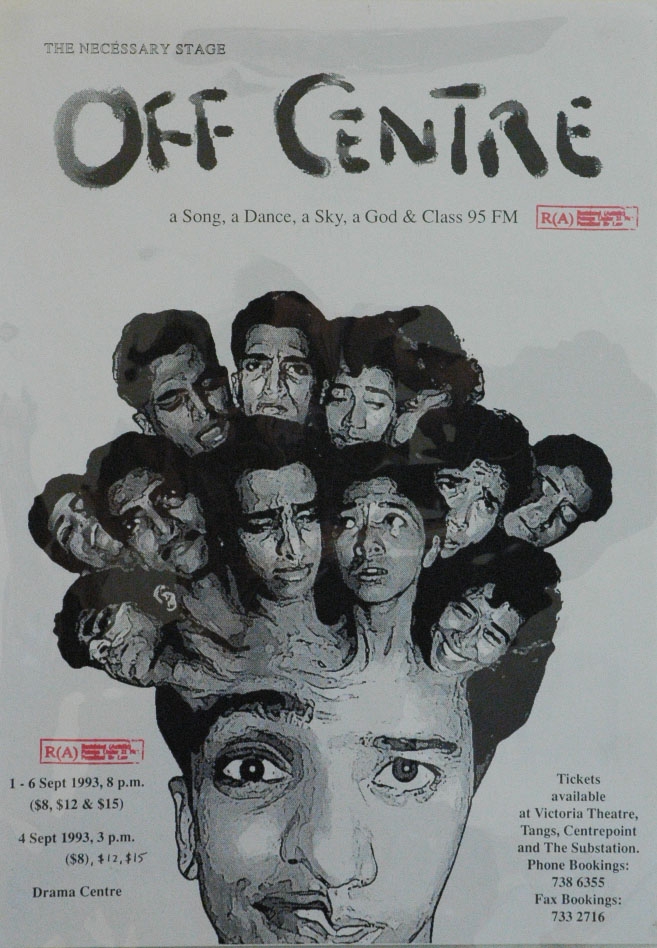 THE NECESSARY STAGE
OFF CENTRE
a Song, a Dance, a Sky, a God & Class 95 FM
R(A)
R(A)
1 - 6 Sept 1993, 8 p.m.
($8, $12 & $15)
4 Sept 1993, 3 p.m.
($8), $12, $15
Drama Centre
Tickets
available
at Victoria Theatre,
Tangs, Centrepoint
and The Substation.
Phone Bookings:
738 6355
Fax Bookings:
733 2716